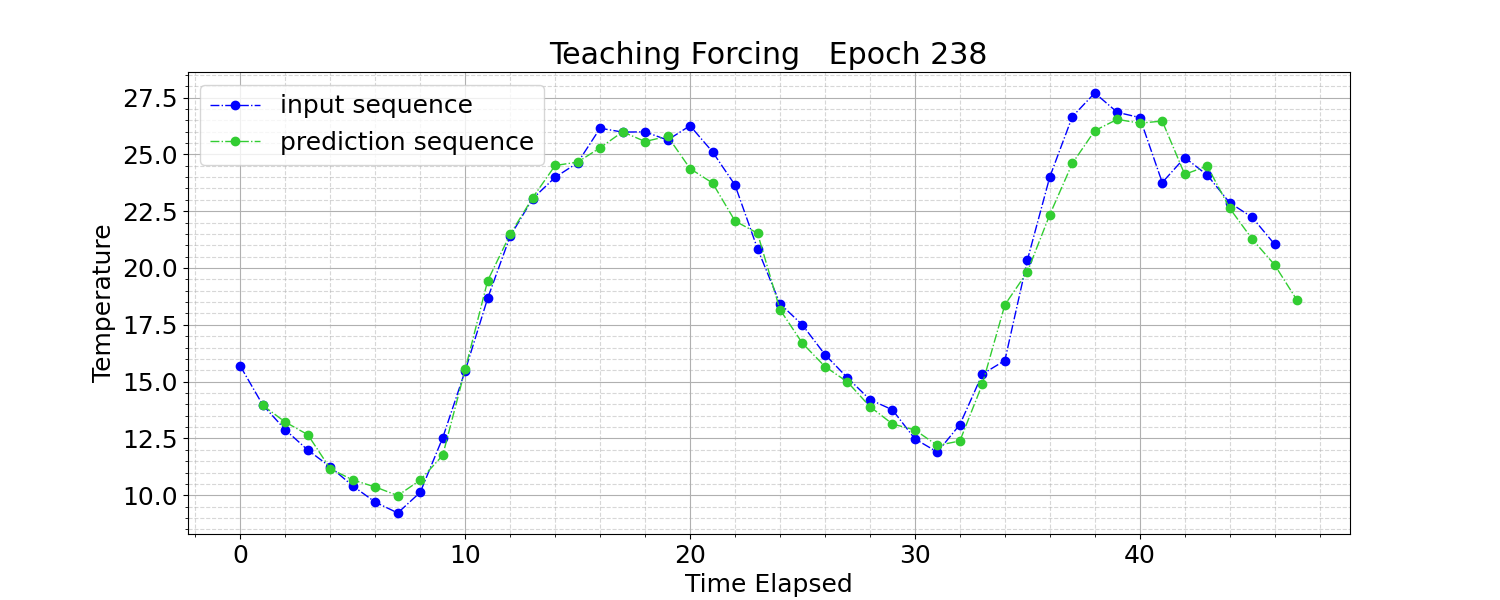 Teaching Forcing   Epoch 238
input sequence
prediction sequence
27.5
25.0
22.5
20.0
17.5
15.0
12.5
10.0
Temperature
0 10 20 30 40
Time Elapsed